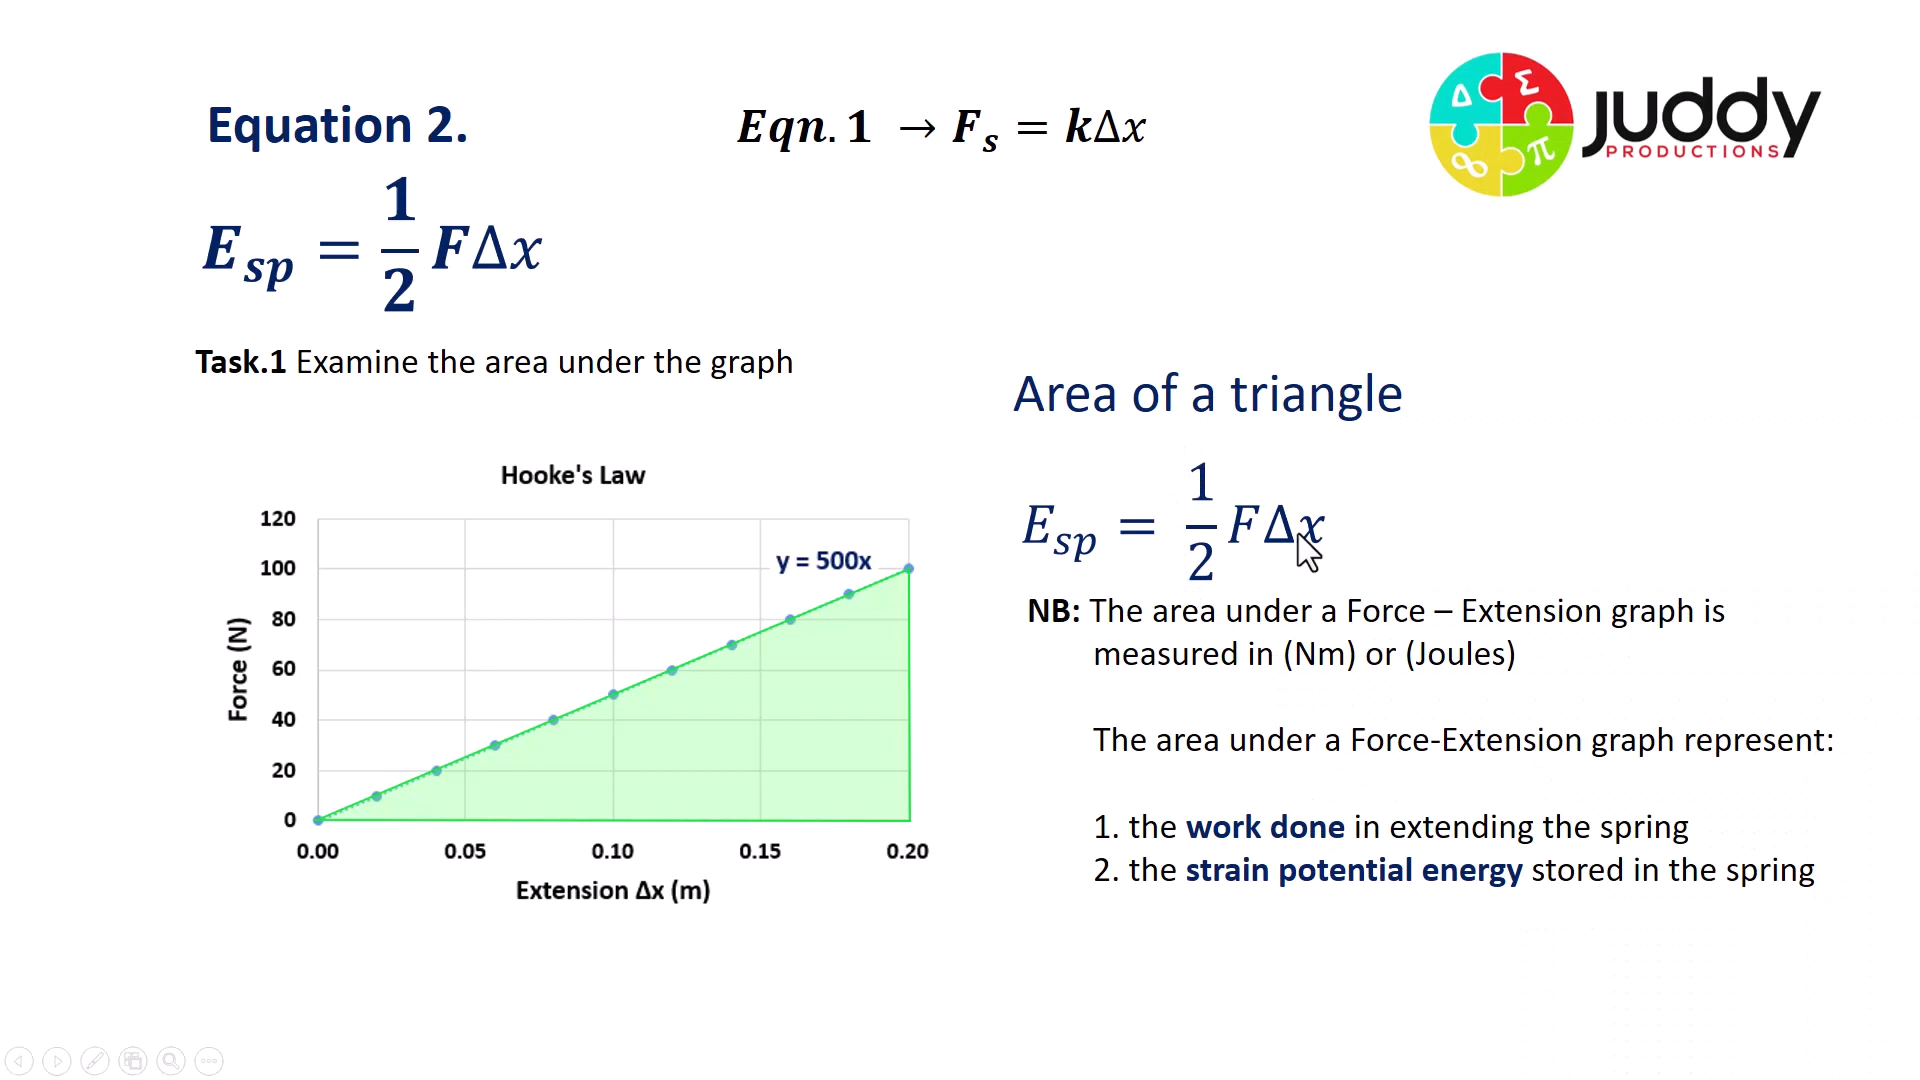 Equation 2.
Eqn. 1 → Fₛ = kΔx
Δ Σ ∞ π
juddy
PRODUCTIONS
E_sp = 1/2 FΔx
Task.1 Examine the area under the graph
Area of a triangle
E_sp = 1/2 FΔx
NB: The area under a Force – Extension graph is
measured in (Nm) or (Joules)
The area under a Force-Extension graph represent:
1. the work done in extending the spring
2. the strain potential energy stored in the spring
Hooke's Law
y = 500x
120
100
80
60
40
20
0
Force (N)
0.00 0.05 0.10 0.15 0.20
Extension Δx (m)